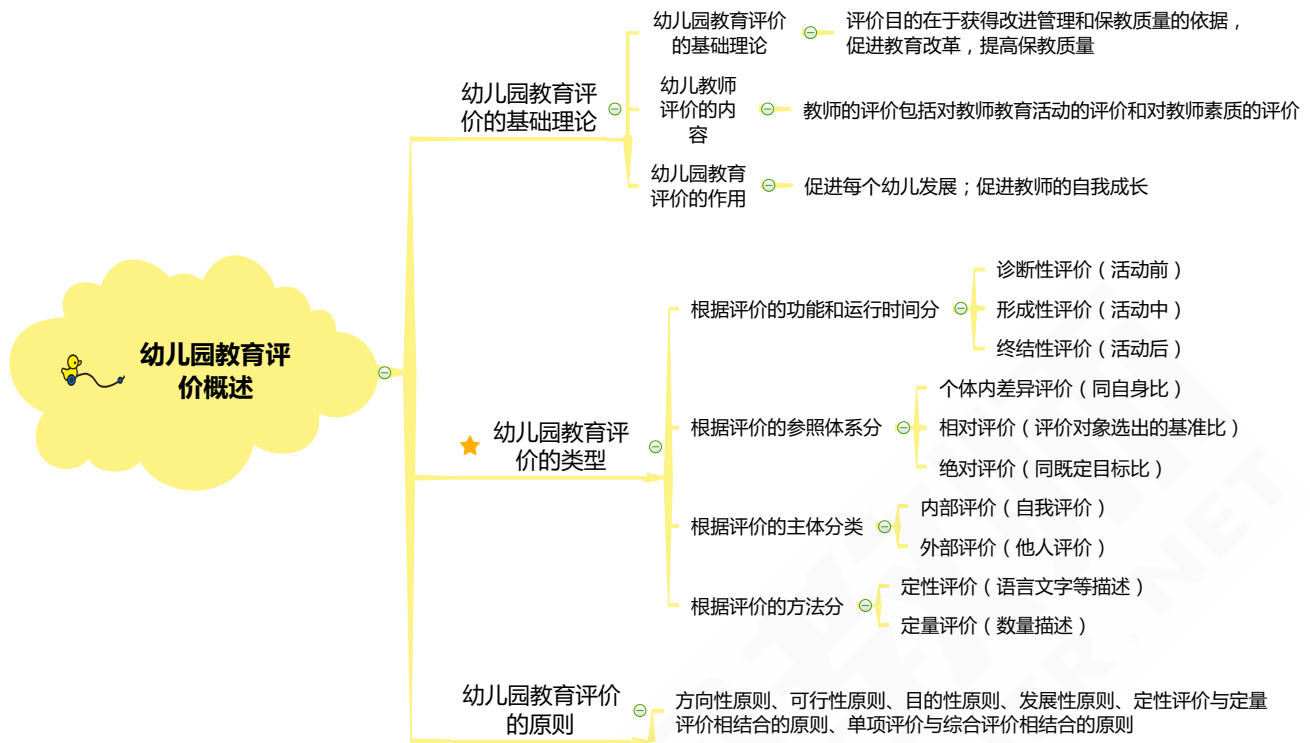 幼儿园教育评
价概述
幼儿园教育评
价的基础理论
幼儿园教育评价
的基础理论
评价目的在于获得改进管理和保教质量的依据，
促进教育改革，提高保教质量
幼儿教师
评价的内
容
教师的评价包括对教师教育活动的评价和对教师素质的评价
幼儿园教育
评价的作用
促进每个幼儿发展；促进教师的自我成长
幼儿园教育评
价的类型
根据评价的功能和运行时间分
诊断性评价（活动前）
形成性评价（活动中）
终结性评价（活动后）
根据评价的参照体系分
个体内差异评价（同自身比）
相对评价（评价对象选出的基准比）
绝对评价（同既定目标比）
根据评价的主体分类
内部评价（自我评价）
外部评价（他人评价）
根据评价的方法分
定性评价（语言文字等描述）
定量评价（数量描述）
幼儿园教育评价
的原则
方向性原则、可行性原则、目的性原则、发展性原则、定性评价与定量
评价相结合的原则、单项评价与综合评价相结合的原则